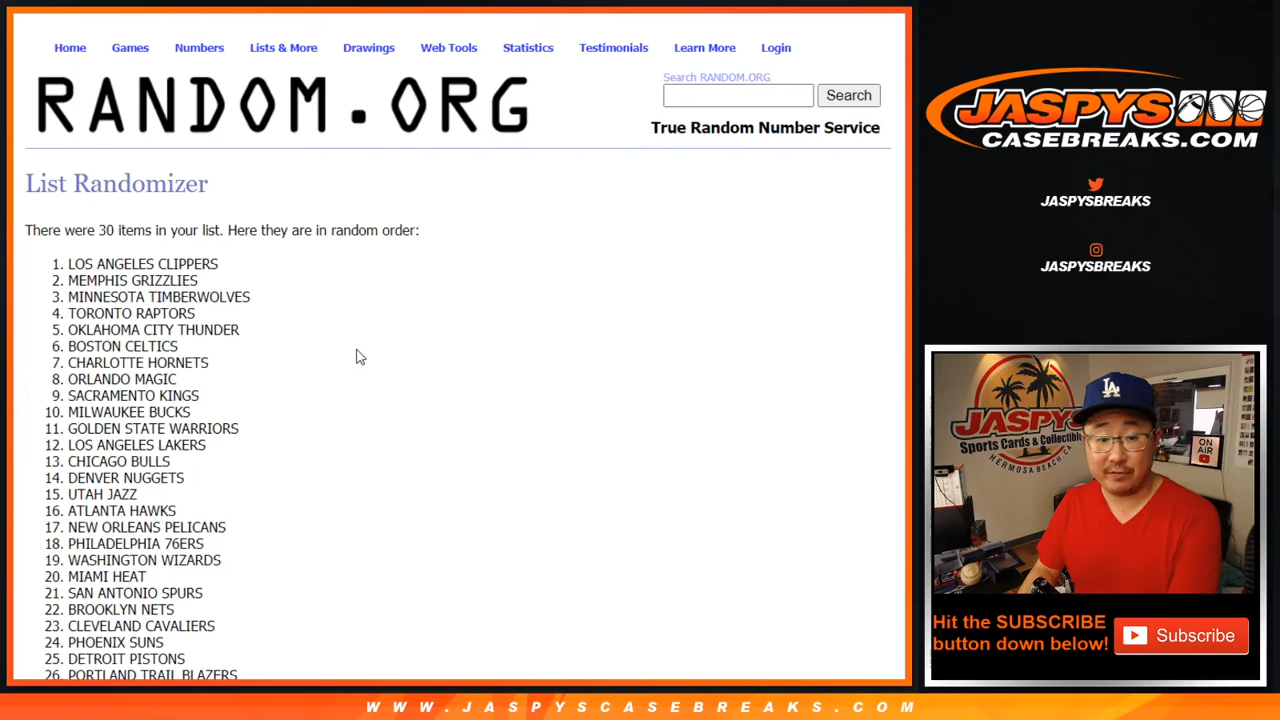 Home Games Numbers Lists & More Drawings Web Tools Statistics Testimonials Learn More Login
RANDOM.ORG
Search RANDOM.ORG
Search
True Random Number Service
List Randomizer
There were 30 items in your list. Here they are in random order:
1. LOS ANGELES CLIPPERS
2. MEMPHIS GRIZZLIES
3. MINNESOTA TIMBERWOLVES
4. TORONTO RAPTORS
5. OKLAHOMA CITY THUNDER
6. BOSTON CELTICS
7. CHARLOTTE HORNETS
8. ORLANDO MAGIC
9. SACRAMENTO KINGS
10. MILWAUKEE BUCKS
11. GOLDEN STATE WARRIORS
12. LOS ANGELES LAKERS
13. CHICAGO BULLS
14. DENVER NUGGETS
15. UTAH JAZZ
16. ATLANTA HAWKS
17. NEW ORLEANS PELICANS
18. PHILADELPHIA 76ERS
19. WASHINGTON WIZARDS
20. MIAMI HEAT
21. SAN ANTONIO SPURS
22. BROOKLYN NETS
23. CLEVELAND CAVALIERS
24. PHOENIX SUNS
25. DETROIT PISTONS
26. PORTLAND TRAIL BLAZERS
JASPYS
CASEBREAKS.COM
JASPYSBREAKS
JASPYSBREAKS
JASPYS
Sports Cards & Collectibl
HERMOSA BEACH, CA
LA
ON
AIR
Hit the SUBSCRIBE
button down below!
Subscribe
WWW.JASPYSCASEBREAKS.COM